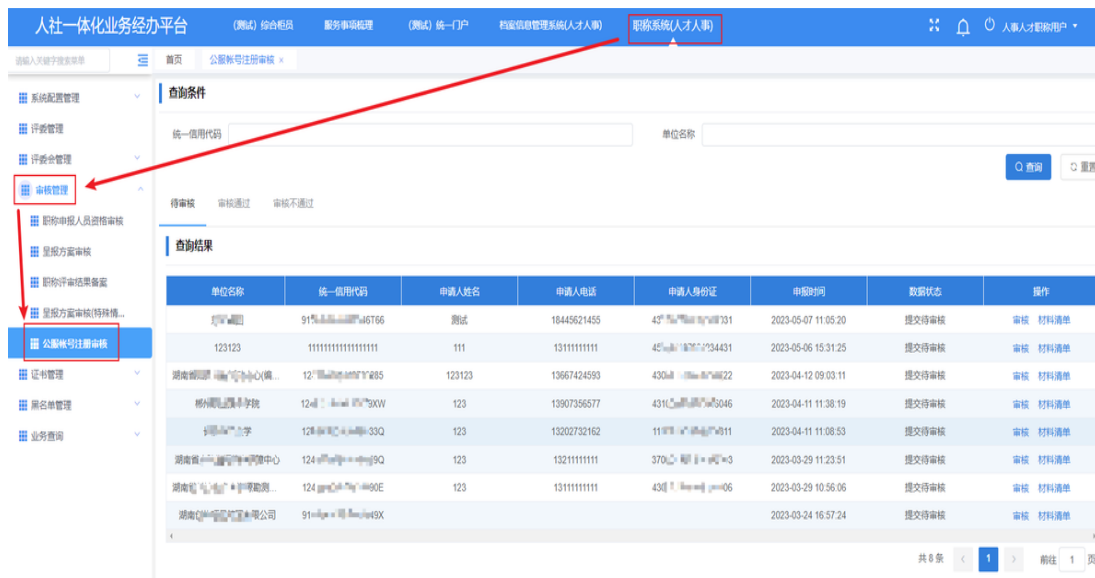 人社一体化业务经办平台 (测试) 综合柜员 服务事项梳理 (测试) 统一门户 档案信息管理系统(人才人事) 职称系统(人才人事) 人事人才职称用户
请输入关键字搜索菜单 首页 公服帐号注册审核 ×
系统配置管理
评委管理
评委会管理
审核管理
职称申报人员资格审核
呈报方案审核
职称评审结果备案
呈报方案审核(特殊情...
公服帐号注册审核
证书管理
黑名单管理
业务查询
查询条件
统一信用代码 单位名称
查询 重置
待审核 审核通过 审核不通过
查询结果
单位名称 统一信用代码 申请人姓名 申请人电话 申请人身份证 申报时间 数据状态 操作
测试 18445621455 2023-05-07 11:05:20 提交待审核 审核 材料清单
123123 111111111111111111 111 13111111111 2023-05-06 15:31:25 提交待审核 审核 材料清单
123123 13667424593 2023-04-12 09:03:11 提交待审核 审核 材料清单
学院 123 13907356577 2023-04-11 11:38:19 提交待审核 审核 材料清单
123 13202732162 2023-04-11 11:08:53 提交待审核 审核 材料清单
湖南省 中心 123 13211111111 2023-03-29 11:23:51 提交待审核 审核 材料清单
123 13111111111 2023-03-29 10:56:06 提交待审核 审核 材料清单
湖南 有限公司 2023-03-24 16:57:24 提交待审核 审核 材料清单
共 8 条 < 1 > 前往 1 页